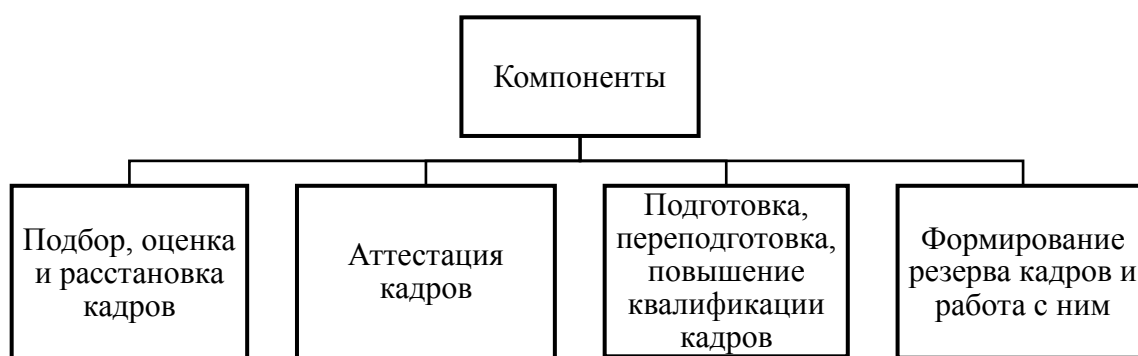 Компоненты
Подбор, оценка
и расстановка
кадров
Аттестация
кадров
Подготовка,
переподготовка,
повышение
квалификации
кадров
Формирование
резерва кадров и
работа с ним